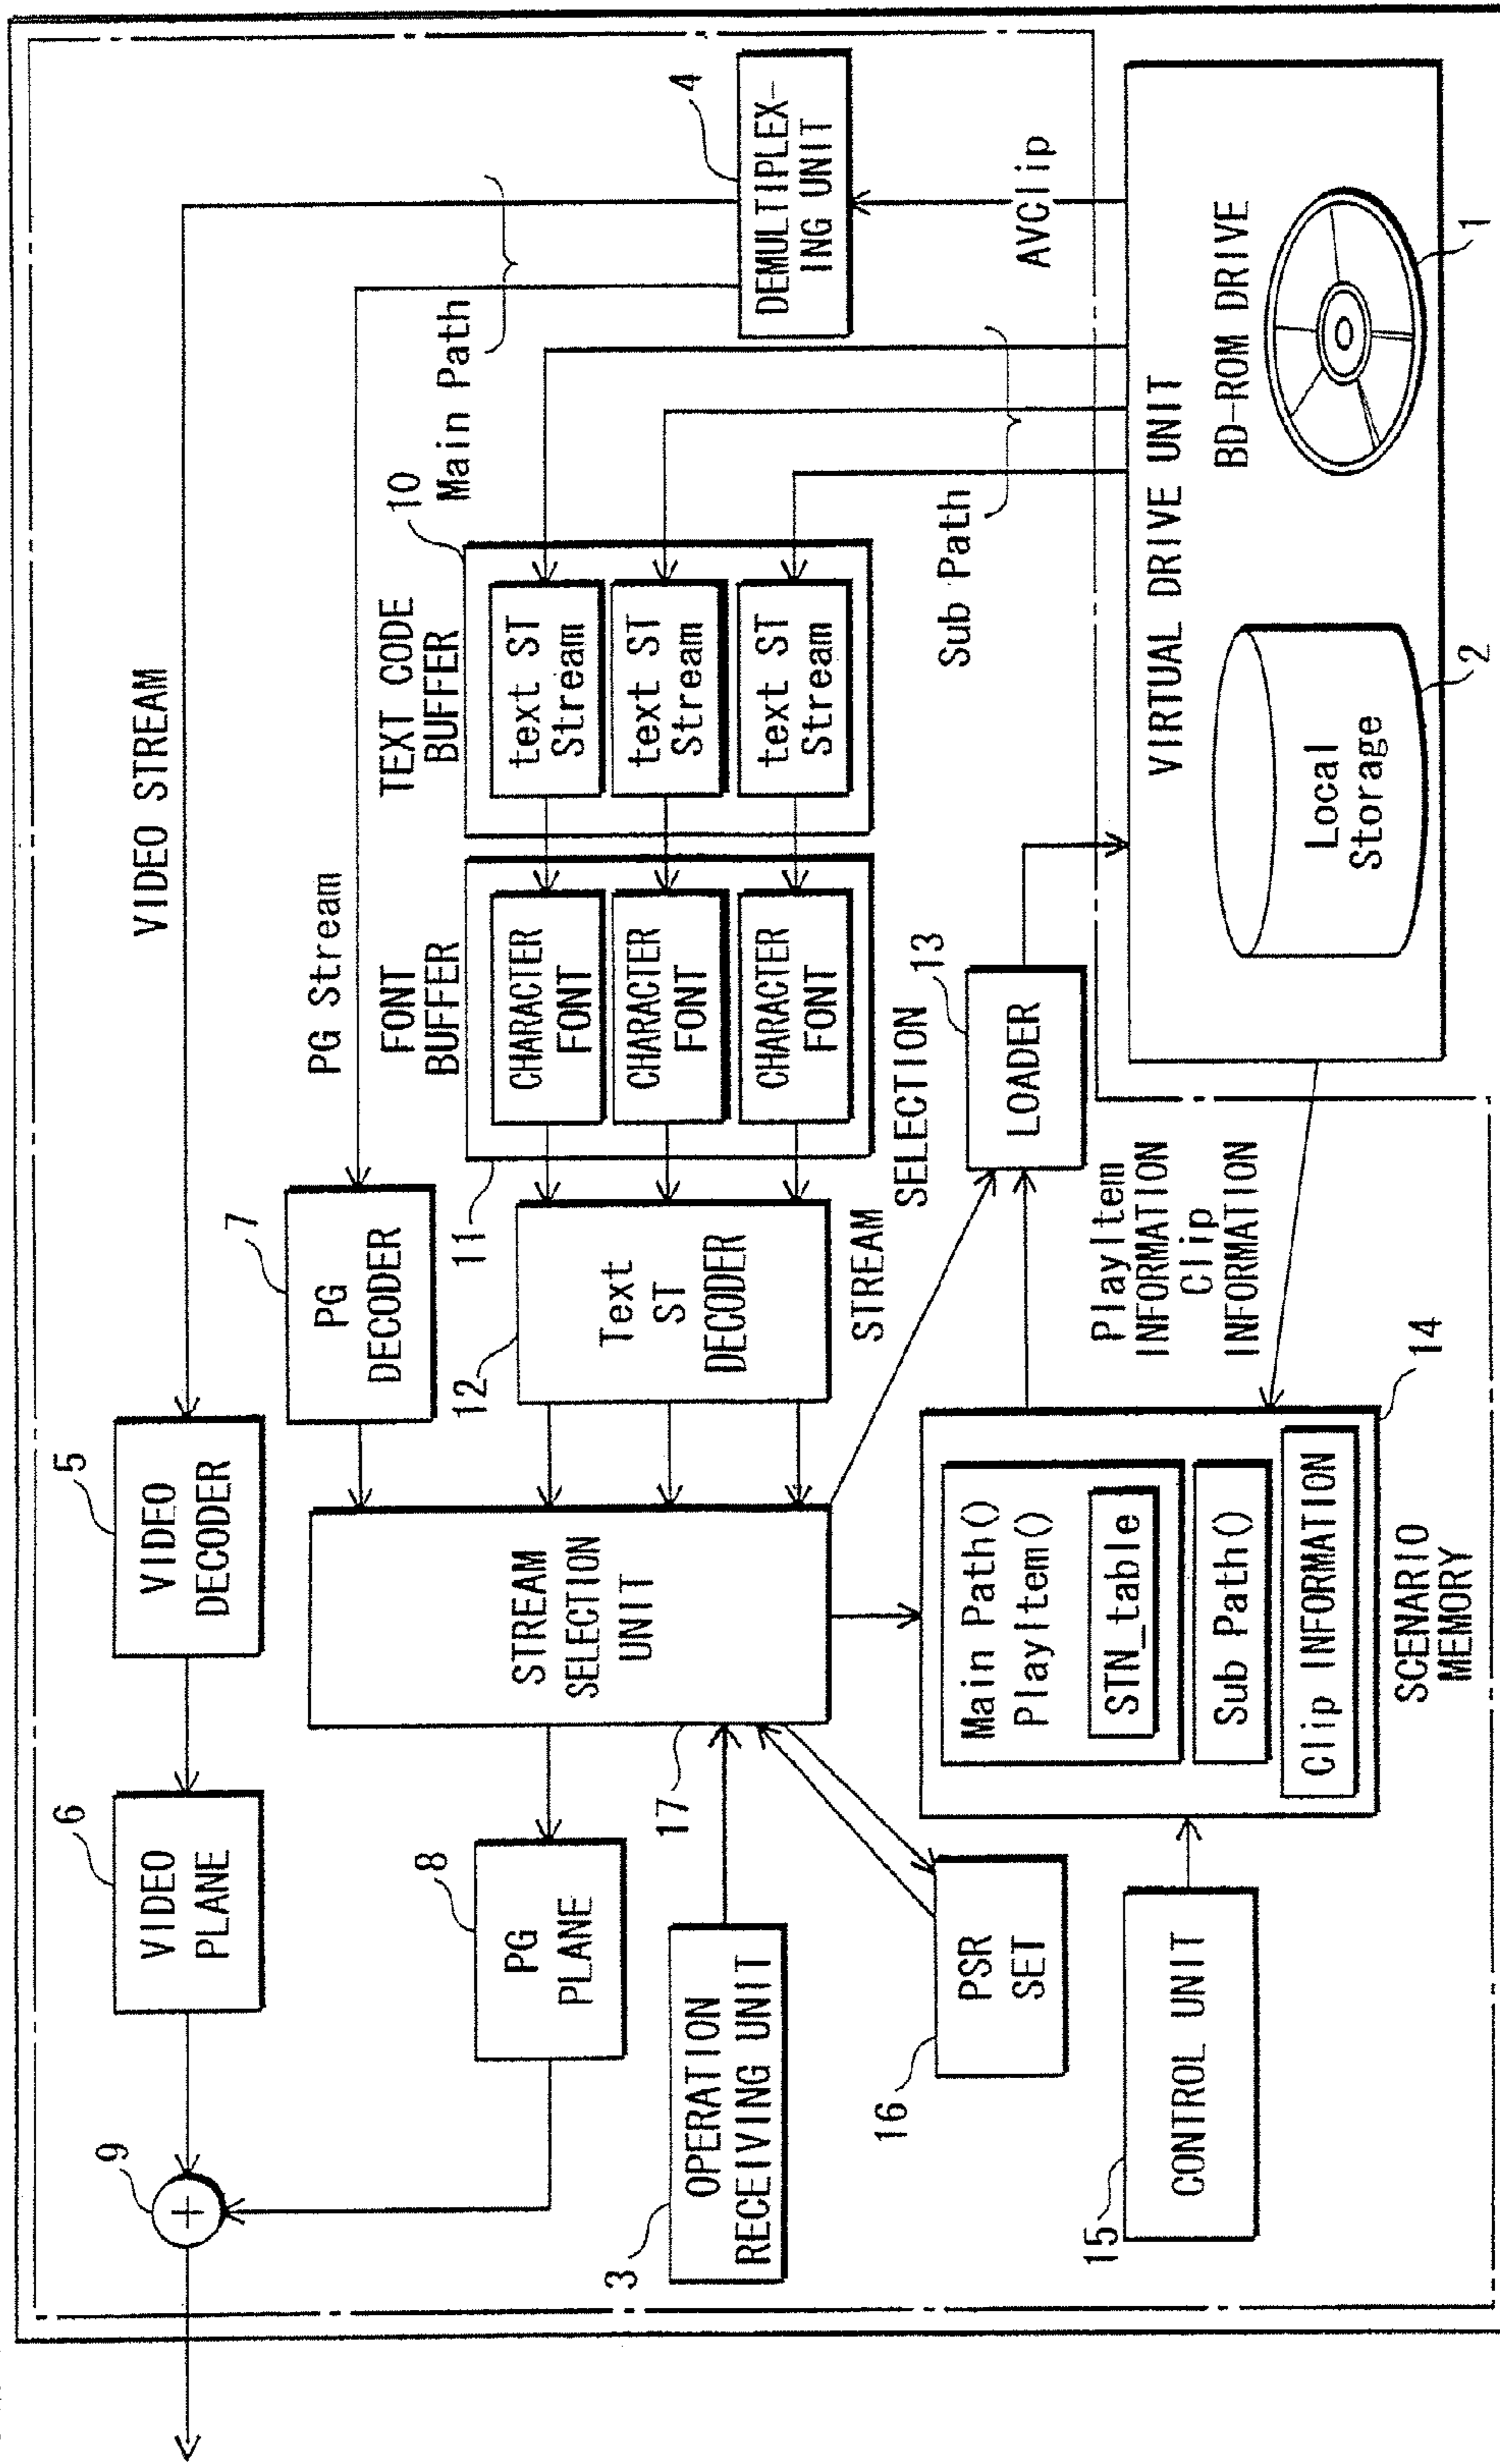 VIDEO STREAM
5
VIDEO
DECODER
6
VIDEO
PLANE
9
+
PG Stream
7
PG
DECODER
8
PG
PLANE
Main Path
4
DEMULTIPLEX-
ING UNIT
AVClip
TEXT CODE
BUFFER
10
text ST
Stream
text ST
Stream
text ST
Stream
FONT
BUFFER
11
CHARACTER
FONT
CHARACTER
FONT
CHARACTER
FONT
12
Text
ST
DECODER
STREAM
SELECTION
UNIT
17
3
OPERATION
RECEIVING UNIT
16
PSR
SET
15
CONTROL UNIT
STREAM
SELECTION
13
LOADER
Sub Path
PlayItem
INFORMATION
Clip
INFORMATION
14
Main Path()
PlayItem()
STN_table
Sub Path()
Clip INFORMATION
SCENARIO
MEMORY
VIRTUAL DRIVE UNIT
BD-ROM DRIVE
1
Local
Storage
2